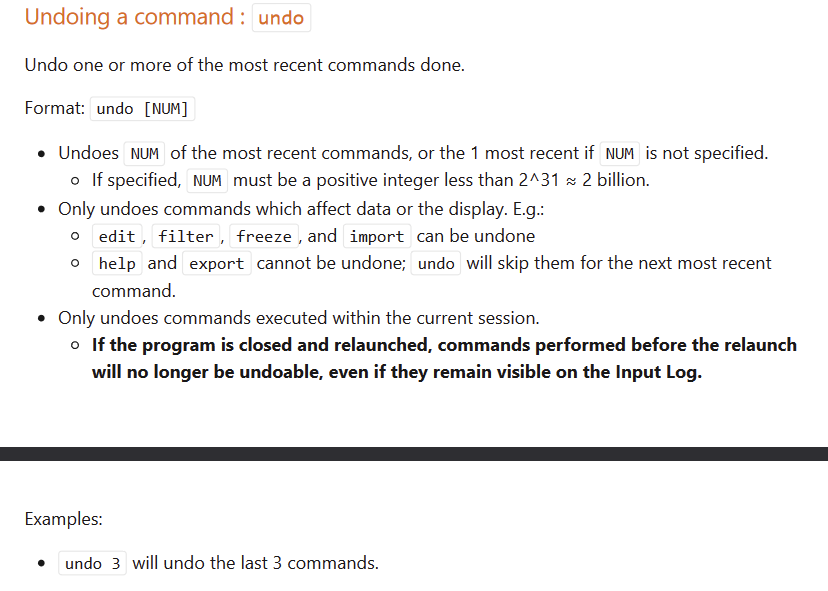 Undoing a command : undo
Undo one or more of the most recent commands done.
Format: undo [NUM]
• Undoes NUM of the most recent commands, or the 1 most recent if NUM is not specified.
○ If specified, NUM must be a positive integer less than 2^31 ≈ 2 billion.
• Only undoes commands which affect data or the display. E.g.:
○ edit, filter, freeze, and import can be undone
○ help and export cannot be undone; undo will skip them for the next most recent
command.
• Only undoes commands executed within the current session.
○ If the program is closed and relaunched, commands performed before the relaunch
will no longer be undoable, even if they remain visible on the Input Log.
Examples:
• undo 3 will undo the last 3 commands.